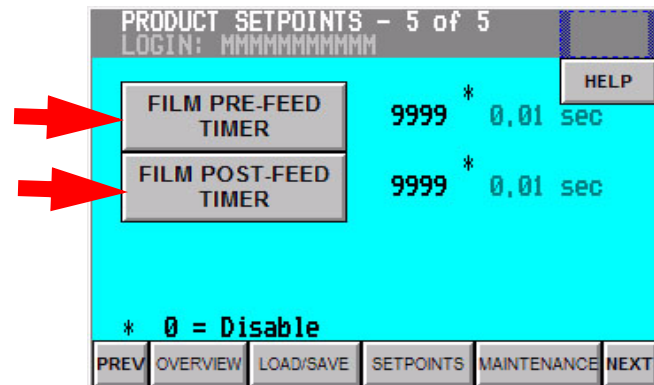 PRODUCT SETPOINTS - 5 of 5
LOGIN: MMMMMMMMMMM
HELP
FILM PRE-FEED
TIMER
9999 * 0.01 sec
FILM POST-FEED
TIMER
9999 * 0.01 sec
* 0 = Disable
PREV OVERVIEW LOAD/SAVE SETPOINTS MAINTENANCE NEXT